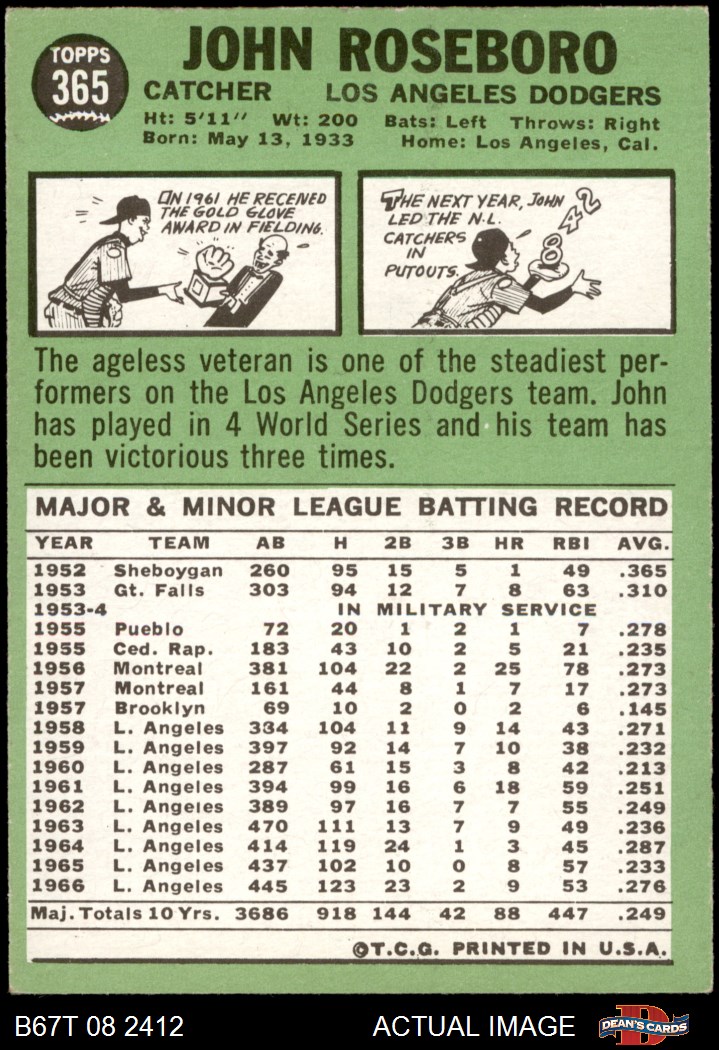 TOPPS
365
JOHN ROSEBORO
CATCHER LOS ANGELES DODGERS
Ht: 5'11" Wt: 200 Bats: Left Throws: Right
Born: May 13, 1933 Home: Los Angeles, Cal.
IN 1961 HE RECEIVED
THE GOLD GLOVE
AWARD IN FIELDING.
THE NEXT YEAR, JOHN
LED THE N.L.
CATCHERS
IN
PUTOUTS.
842
The ageless veteran is one of the steadiest per-
formers on the Los Angeles Dodgers team. John
has played in 4 World Series and his team has
been victorious three times.
MAJOR & MINOR LEAGUE BATTING RECORD
YEAR TEAM AB H 2B 3B HR RBI AVG.
1952 Sheboygan 260 95 15 5 1 49 .365
1953 Gt. Falls 303 94 12 7 8 63 .310
1953-4 IN MILITARY SERVICE
1955 Pueblo 72 20 1 2 1 7 .278
1955 Ced. Rap. 183 43 10 2 5 21 .235
1956 Montreal 381 104 22 2 25 78 .273
1957 Montreal 161 44 8 1 7 17 .273
1957 Brooklyn 69 10 2 0 2 6 .145
1958 L. Angeles 384 104 11 9 14 43 .271
1959 L. Angeles 397 92 14 7 10 38 .232
1960 L. Angeles 287 61 15 3 8 42 .213
1961 L. Angeles 394 99 16 6 18 59 .251
1962 L. Angeles 389 97 16 7 7 55 .249
1963 L. Angeles 470 111 13 7 9 49 .236
1964 L. Angeles 414 119 24 1 3 45 .287
1965 L. Angeles 437 102 10 0 8 57 .233
1966 L. Angeles 445 123 23 2 9 53 .276
Maj. Totals 10 Yrs. 3686 918 144 42 88 447 .249
©T.C.G. PRINTED IN U.S.A.
B67T 08 2412 ACTUAL IMAGE
D
DEAN'S CARDS